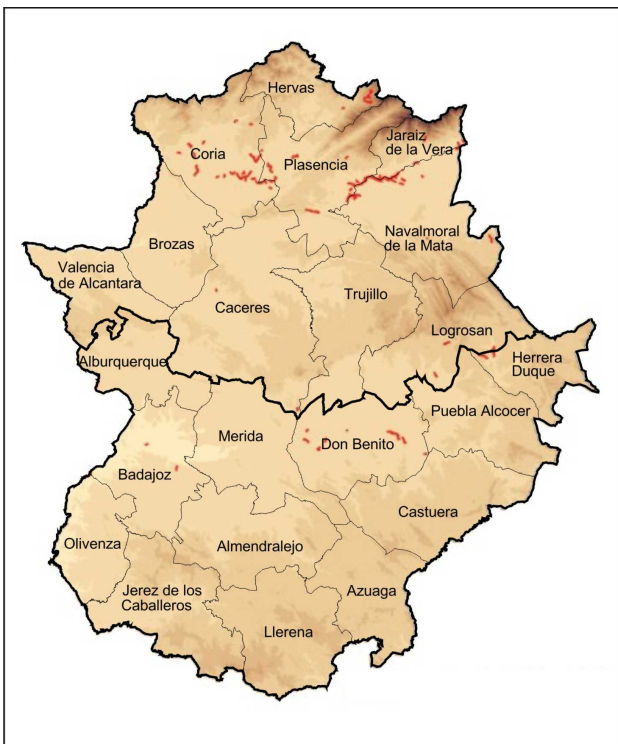 Hervas
Jaraiz
de la Vera
Coria
Plasencia
Navalmoral
de la Mata
Brozas
Valencia
de Alcantara
Caceres
Trujillo
Logrosan
Alburquerque
Herrera
Duque
Puebla Alcocer
Merida
Don Benito
Badajoz
Castuera
Olivenza
Almendralejo
Jerez de los
Caballeros
Azuaga
Llerena